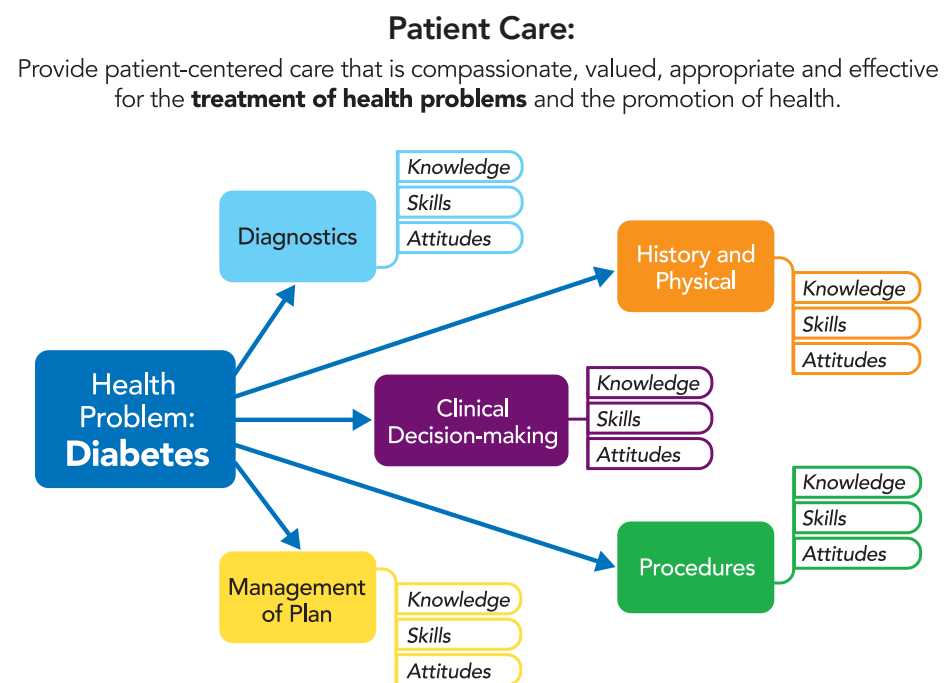 Patient Care:
Provide patient-centered care that is compassionate, valued, appropriate and effective
for the treatment of health problems and the promotion of health.
Health
Problem:
Diabetes
Diagnostics
Knowledge
Skills
Attitudes
History and
Physical
Knowledge
Skills
Attitudes
Clinical
Decision-making
Knowledge
Skills
Attitudes
Procedures
Knowledge
Skills
Attitudes
Management
of Plan
Knowledge
Skills
Attitudes